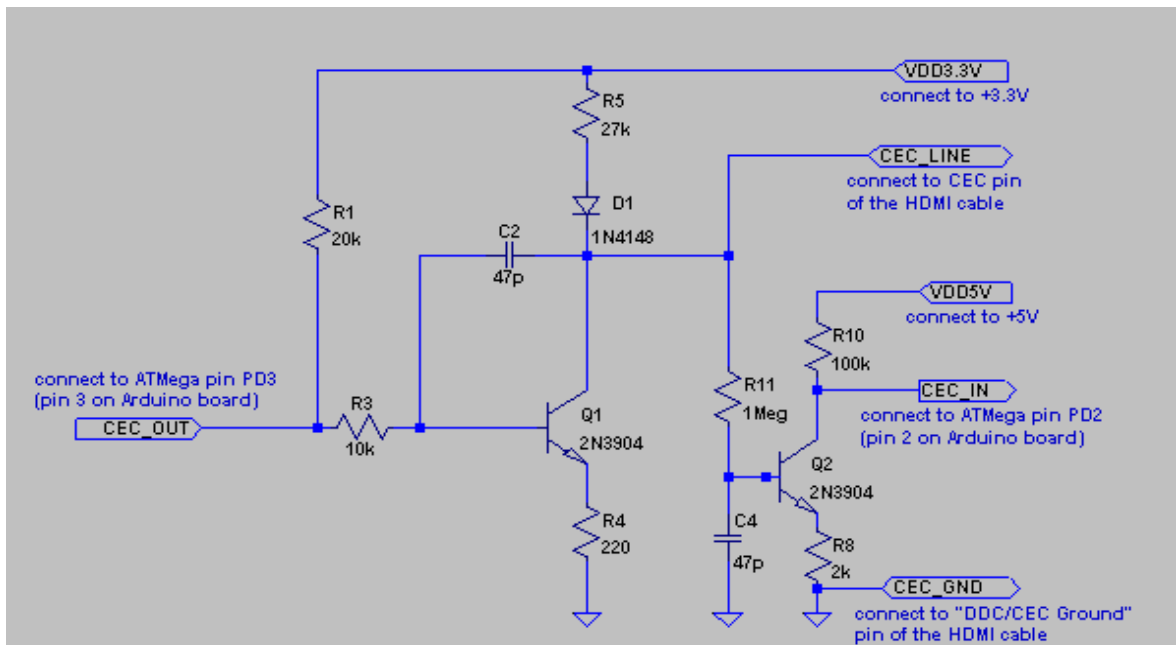 VDD3.3V
connect to +3.3V
R5
27k
CEC_LINE
connect to CEC pin
of the HDMI cable
R1
20k
D1
1N4148
C2
47p
VDD5V
connect to +5V
R10
100k
connect to ATMega pin PD3
(pin 3 on Arduino board)
CEC_OUT
R3
10k
Q1
2N3904
R11
1Meg
CEC_IN
connect to ATMega pin PD2
(pin 2 on Arduino board)
Q2
2N3904
R4
220
C4
47p
R8
2k
CEC_GND
connect to "DDC/CEC Ground"
pin of the HDMI cable